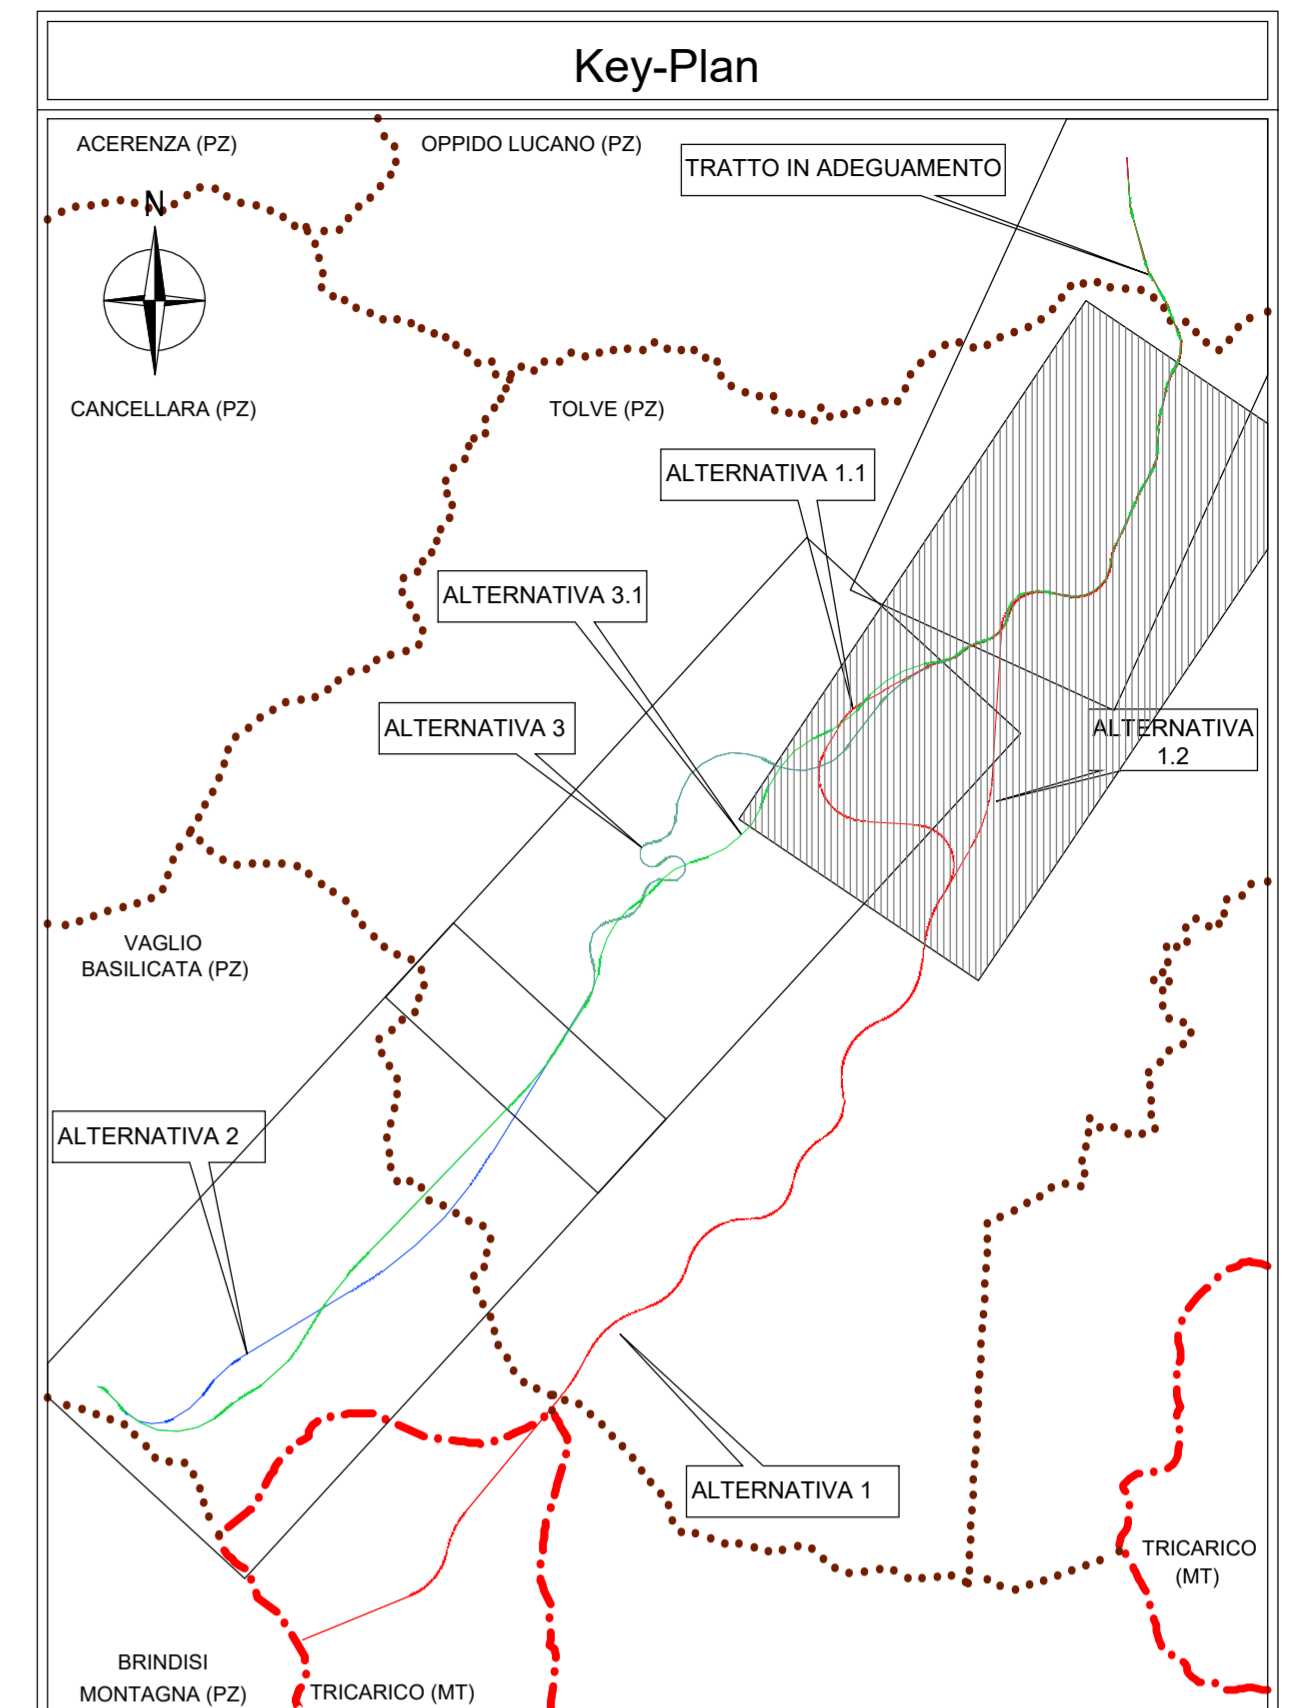 Key-Plan
ACERENZA (PZ)
OPPIDO LUCANO (PZ)
TRATTO IN ADEGUAMENTO
N
CANCELLARA (PZ)
TOLVE (PZ)
ALTERNATIVA 1.1
ALTERNATIVA 3.1
ALTERNATIVA 3
ALTERNATIVA
1.2
VAGLIO
BASILICATA (PZ)
ALTERNATIVA 2
ALTERNATIVA 1
TRICARICO
(MT)
BRINDISI
MONTAGNA (PZ)
TRICARICO (MT)